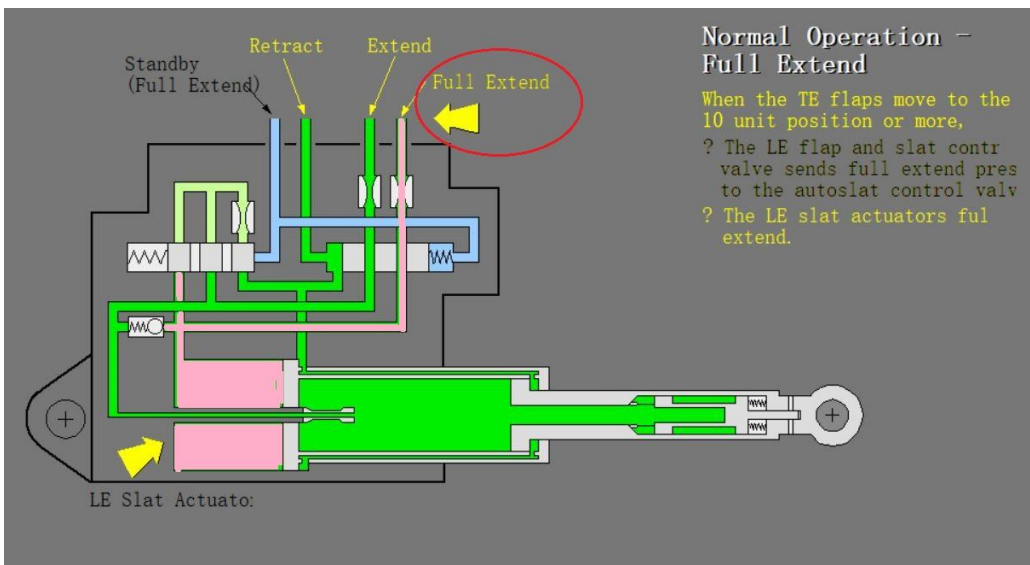 Retract
Extend
Standby
(Full Extend)
Full Extend
LE Slat Actuato
Normal Operation -
Full Extend
When the TE flaps move to the
10 unit position or more,
? The LE flap and slat contr
valve sends full extend pres
to the autoslat control valv
? The LE slat actuators ful
extend.